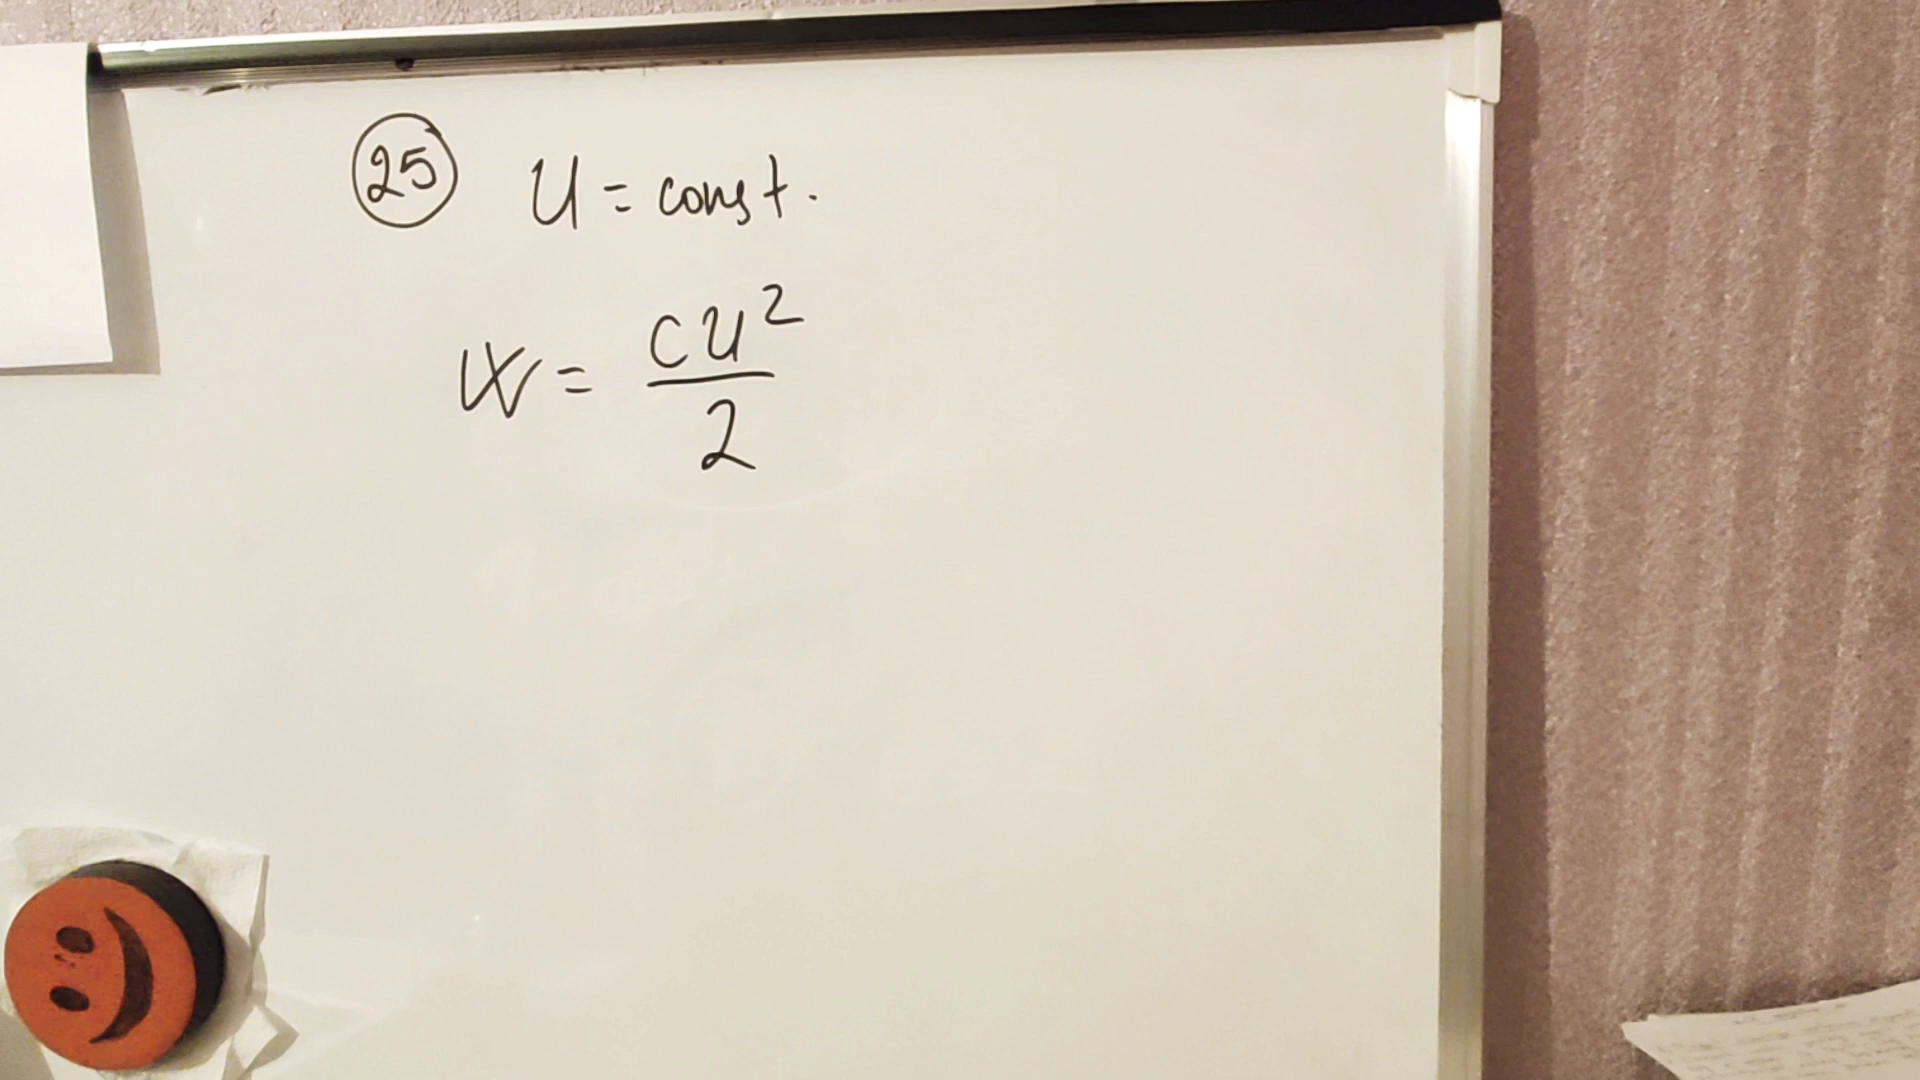 25 U = const.
W = CU²/2